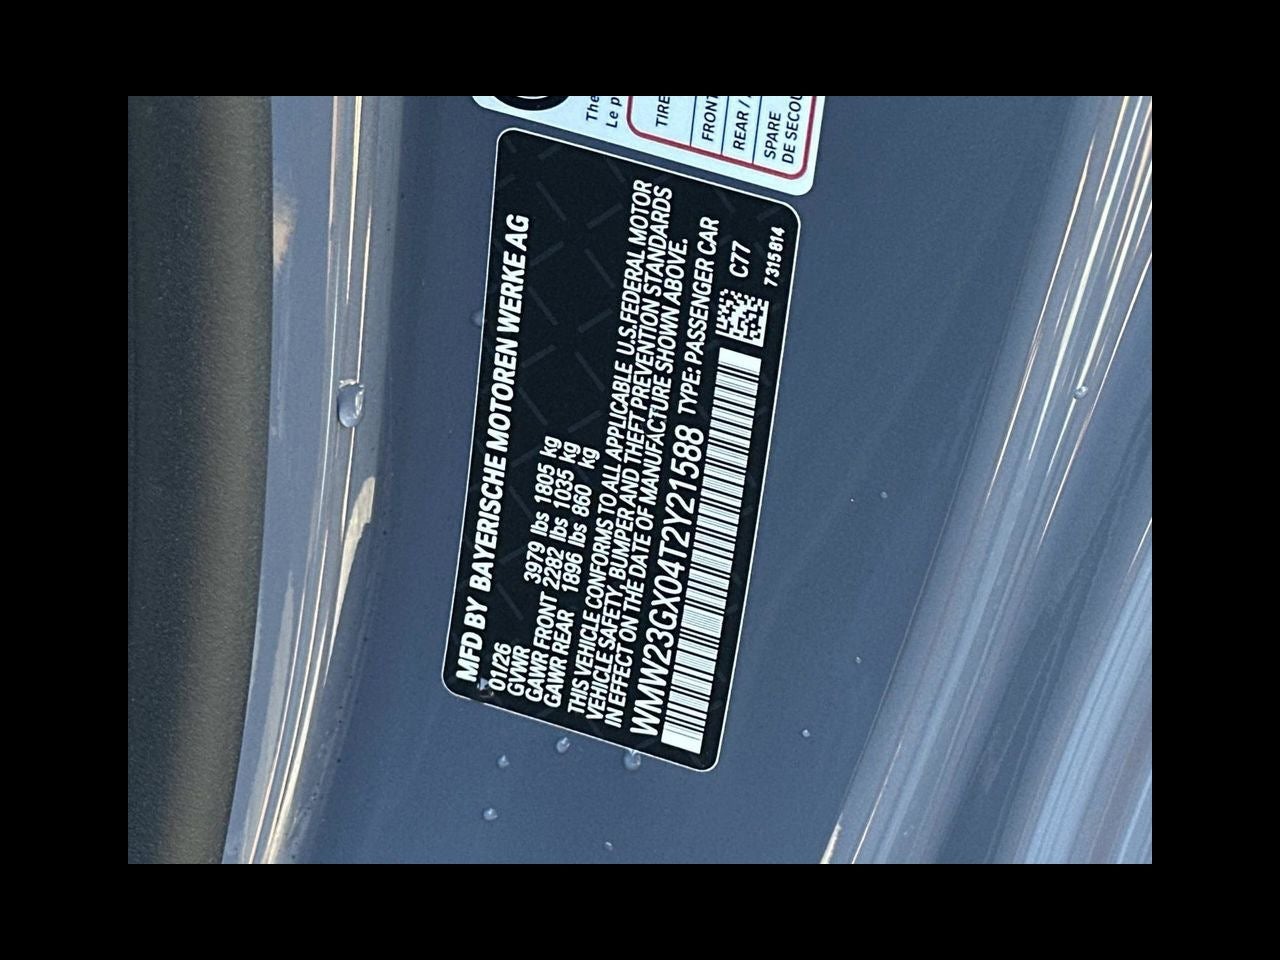 The
Le p
TIRE
FRONT
REAR / A
SPARE
DE SECOU
MFD BY BAYERISCHE MOTOREN WERKE AG
01/26
GVWR 3979 lbs 1805 kg
GAWR FRONT 2282 lbs 1035 kg
GAWR REAR 1896 lbs 860 kg
THIS VEHICLE CONFORMS TO ALL APPLICABLE U.S.FEDERAL MOTOR
VEHICLE SAFETY, BUMPER AND THEFT PREVENTION STANDARDS
IN EFFECT ON THE DATE OF MANUFACTURE SHOWN ABOVE.
WMW23GX04T2Y21588 TYPE: PASSENGER CAR
C77
7315814